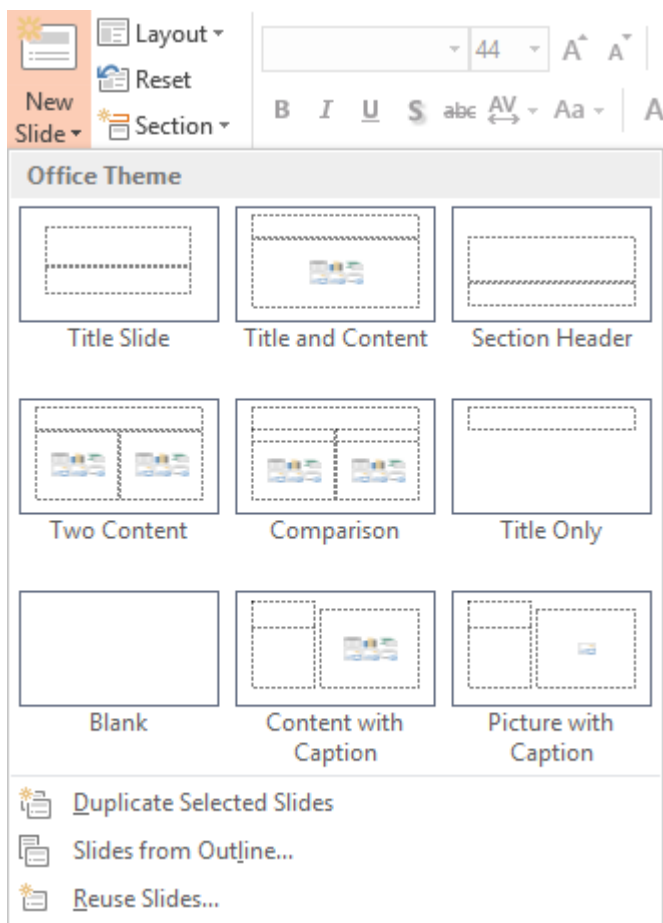 New
Slide
Layout
Reset
Section
44
A A
B I U S abc AV Aa A
Office Theme
Title Slide
Title and Content
Section Header
Two Content
Comparison
Title Only
Blank
Content with
Caption
Picture with
Caption
Duplicate Selected Slides
Slides from Outline...
Reuse Slides...